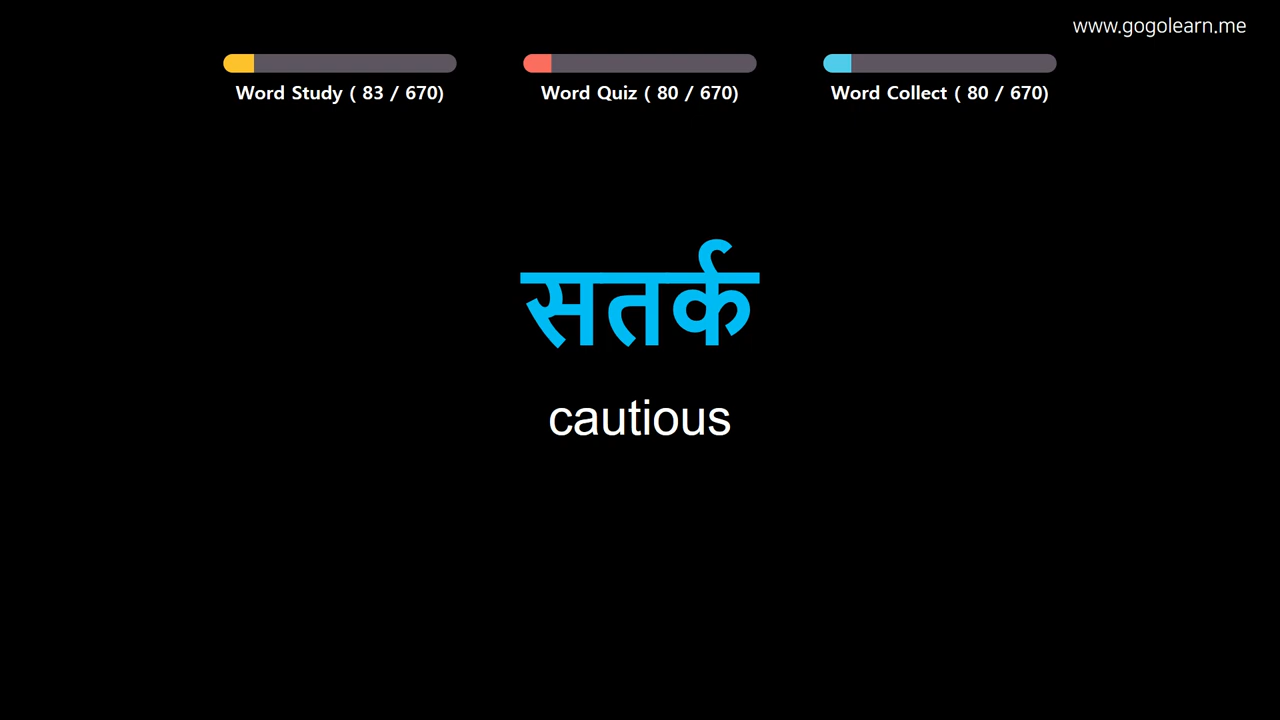 www.gogolearn.me
Word Study ( 83 / 670)
Word Quiz ( 80 / 670)
Word Collect ( 80 / 670)
सतर्क
cautious